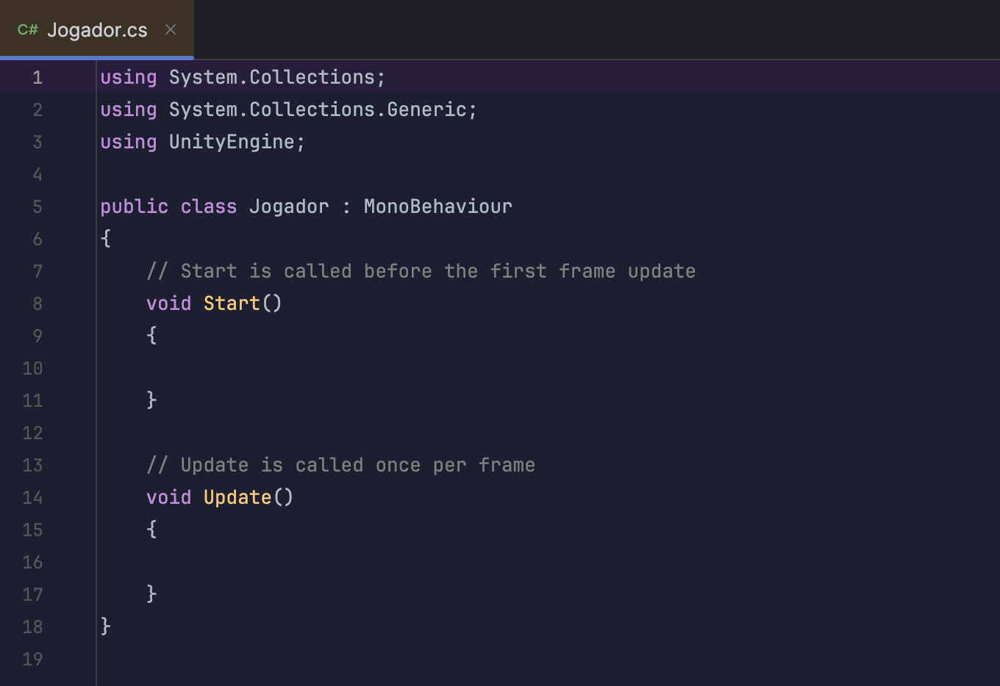 C# Jogador.cs ×
1 using System.Collections;
2 using System.Collections.Generic;
3 using UnityEngine;
4
5 public class Jogador : MonoBehaviour
6 {
7     // Start is called before the first frame update
8     void Start()
9     {
10
11     }
12
13     // Update is called once per frame
14     void Update()
15     {
16
17     }
18 }
19